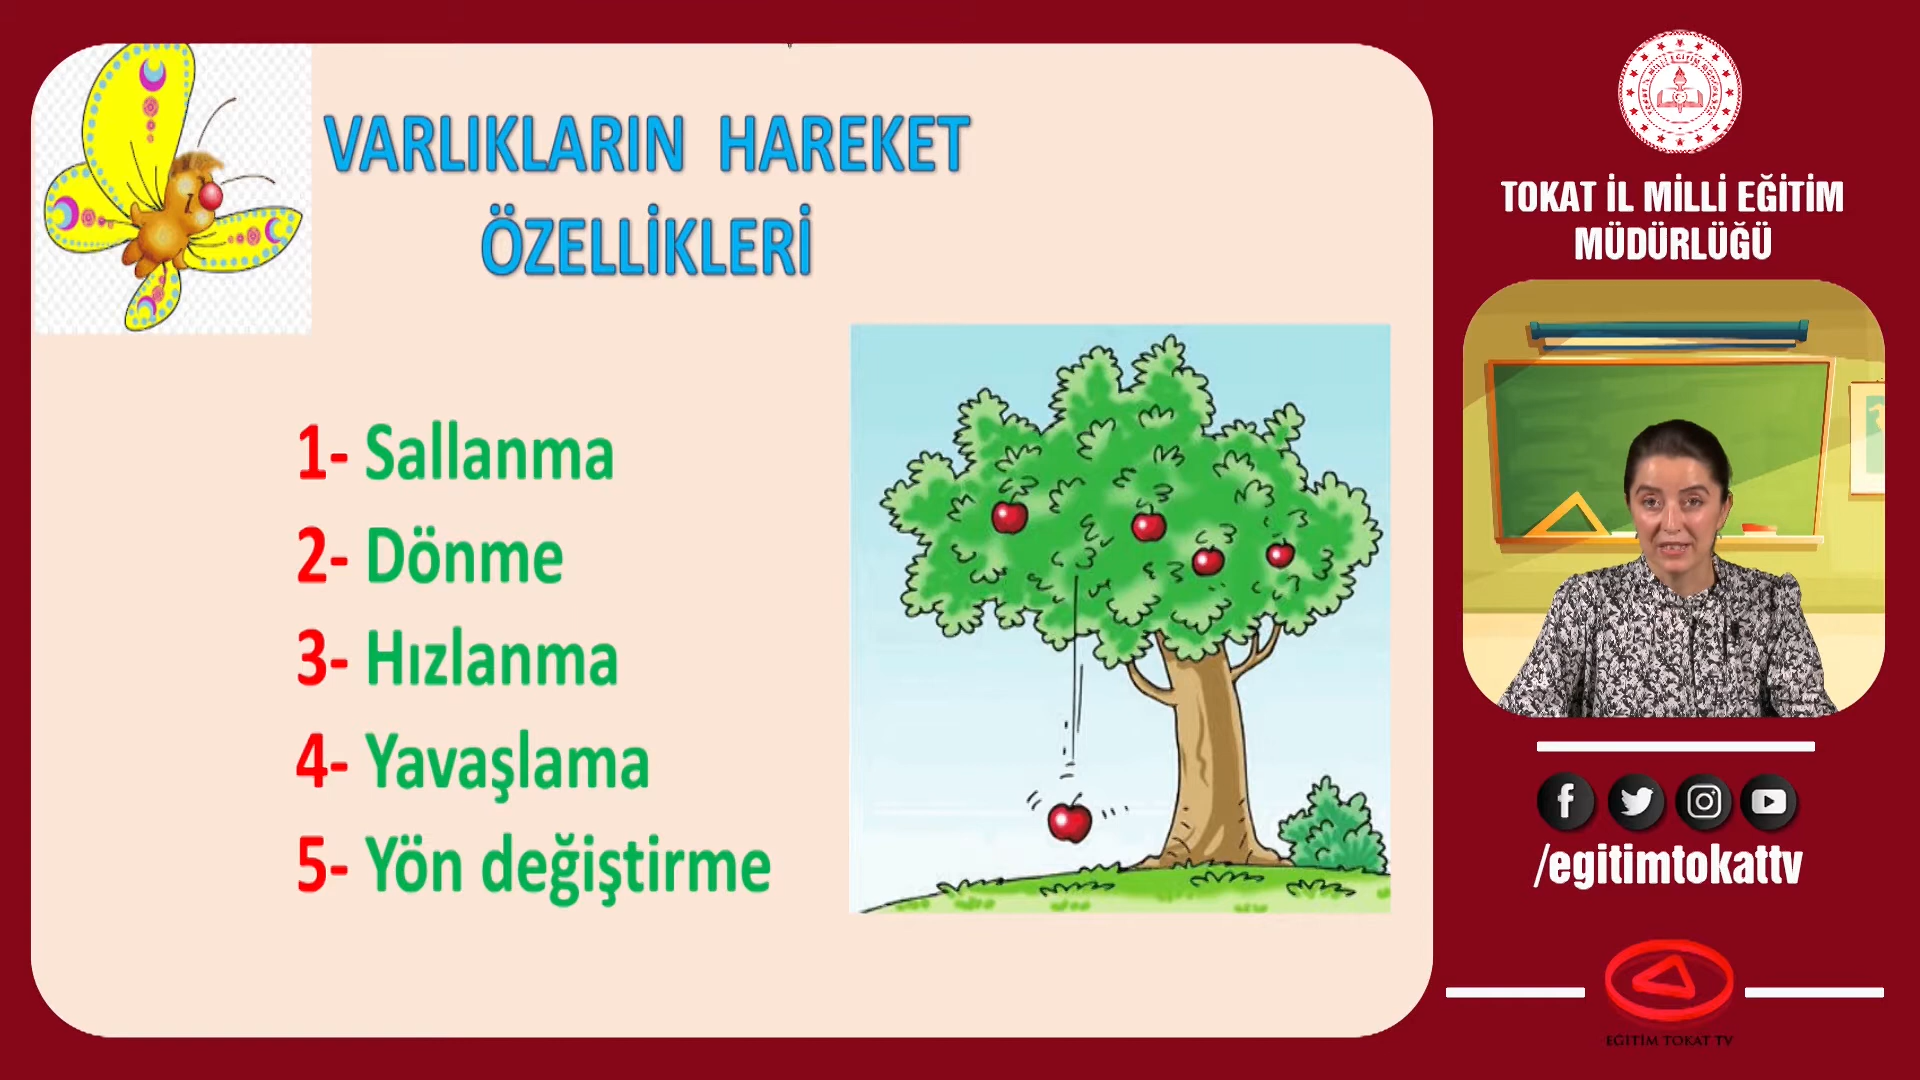 VARLIKLARIN HAREKET
ÖZELLİKLERİ
1- Sallanma
2- Dönme
3- Hızlanma
4- Yavaşlama
5- Yön değiştirme
TOKAT İL MİLLİ EĞİTİM
MÜDÜRLÜĞÜ
/egitimtokattv
EĞİTİM TOKAT TV